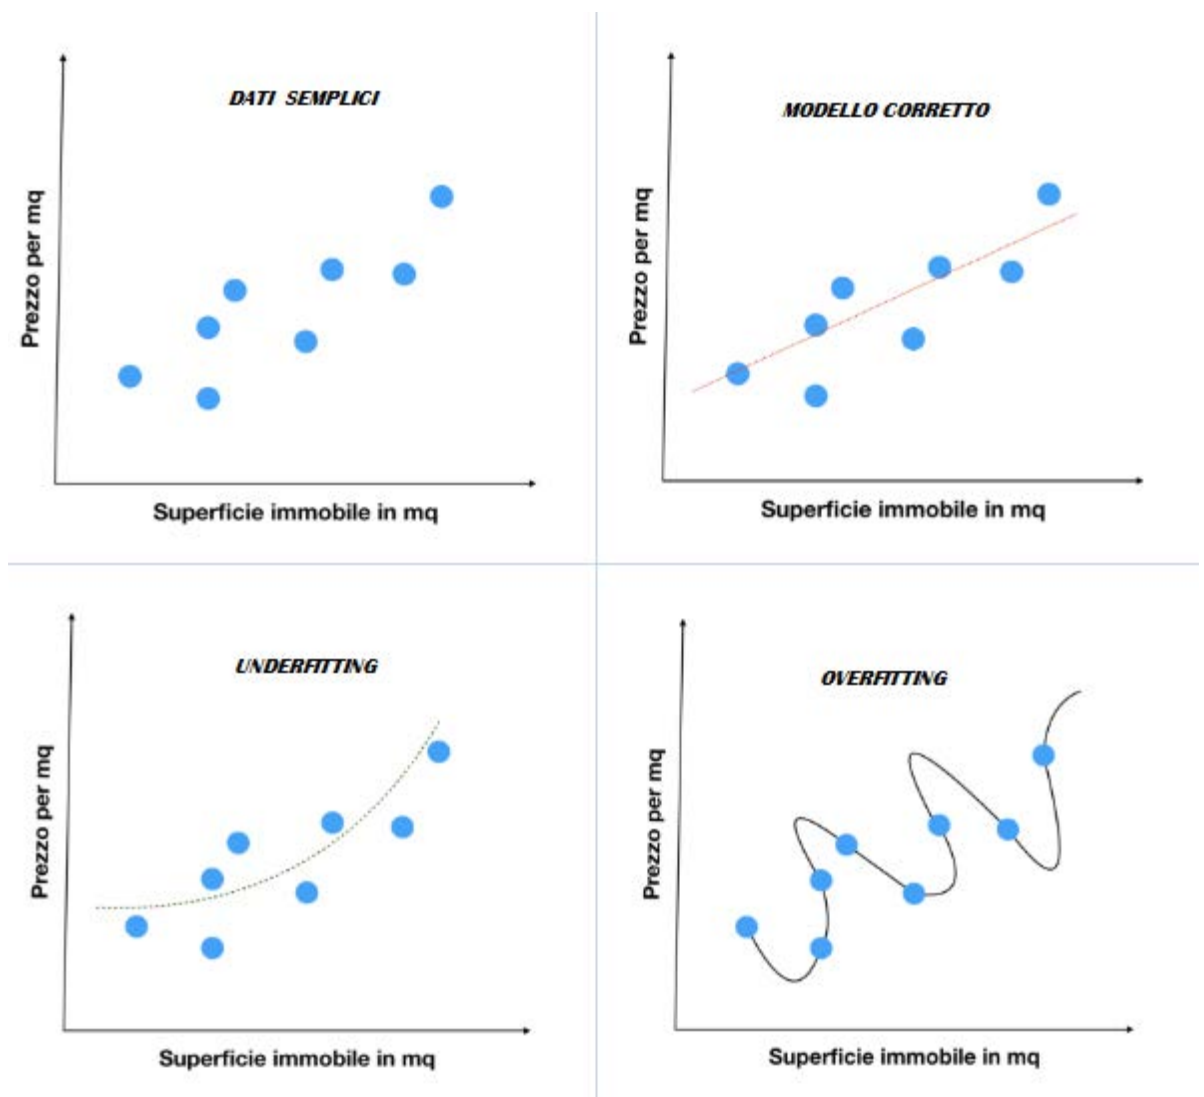 DATI SEMPLICI
Prezzo per mq
Superficie immobile in mq
MODELLO CORRETTO
Prezzo per mq
Superficie immobile in mq
UNDERFITTING
Prezzo per mq
Superficie immobile in mq
OVERFITTING
Prezzo per mq
Superficie immobile in mq